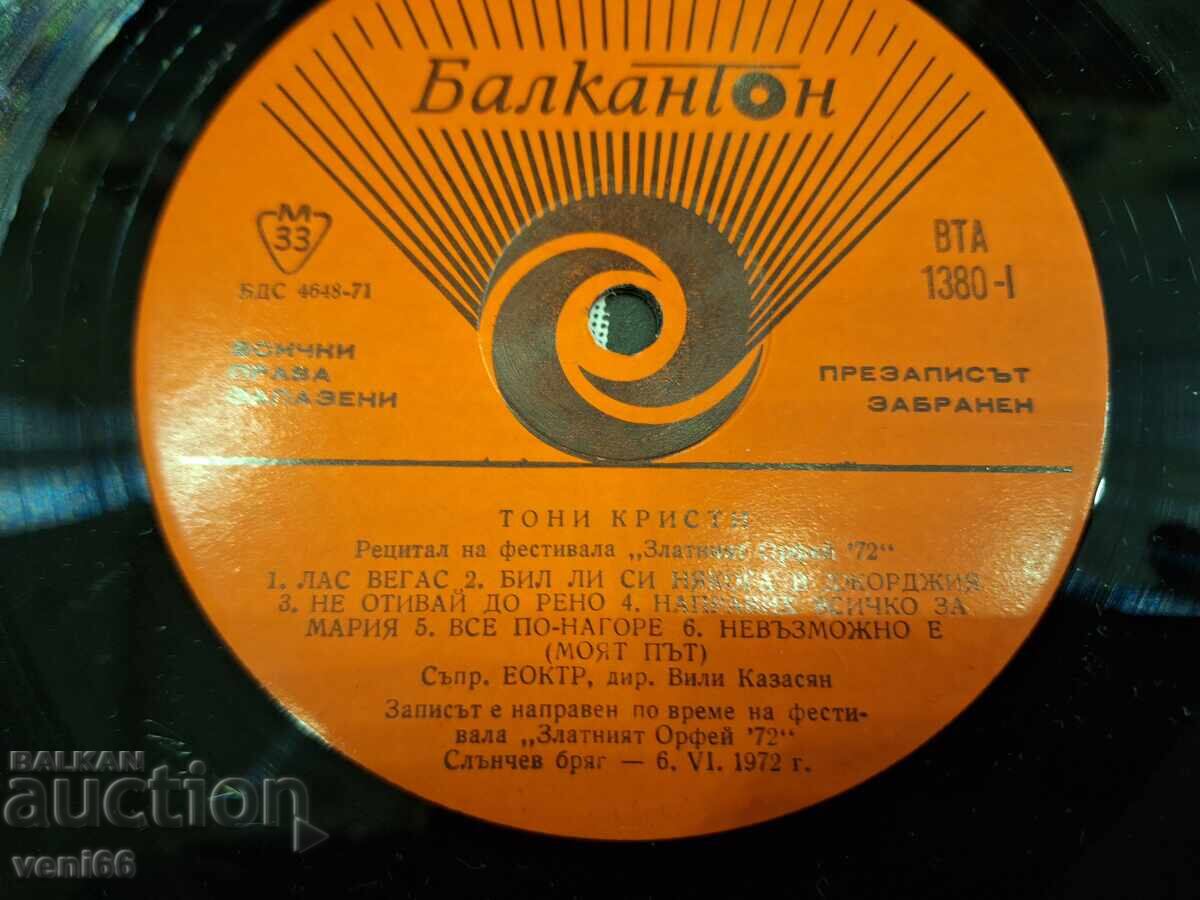 Балкантон
М
33
БДС 4648-71
ВТА
1380-I
ВСИЧКИ
ПРАВА
ЗАПАЗЕНИ
ПРЕЗАПИСЪТ
ЗАБРАНЕН
ТОНИ КРИСТИ
Рецитал на фестивала „Златният Орфей '72“
1. ЛАС ВЕГАС 2. БИЛ ЛИ СИ НЯКОГА В ДЖОРДЖИЯ
3. НЕ ОТИВАЙ ДО РЕНО 4. ВСИЧКО ЗА
МАРИЯ 5. ВСЕ ПО-НАГОРЕ 6. НЕВЪЗМОЖНО Е
(МОЯТ ПЪТ)
Съпр. ЕОКТР, дир. Вили Казасян
Записът е направен по време на фести-
вала „Златният Орфей '72“
Слънчев бряг — 6. VI. 1972 г.
BALKAN
auction
veni66